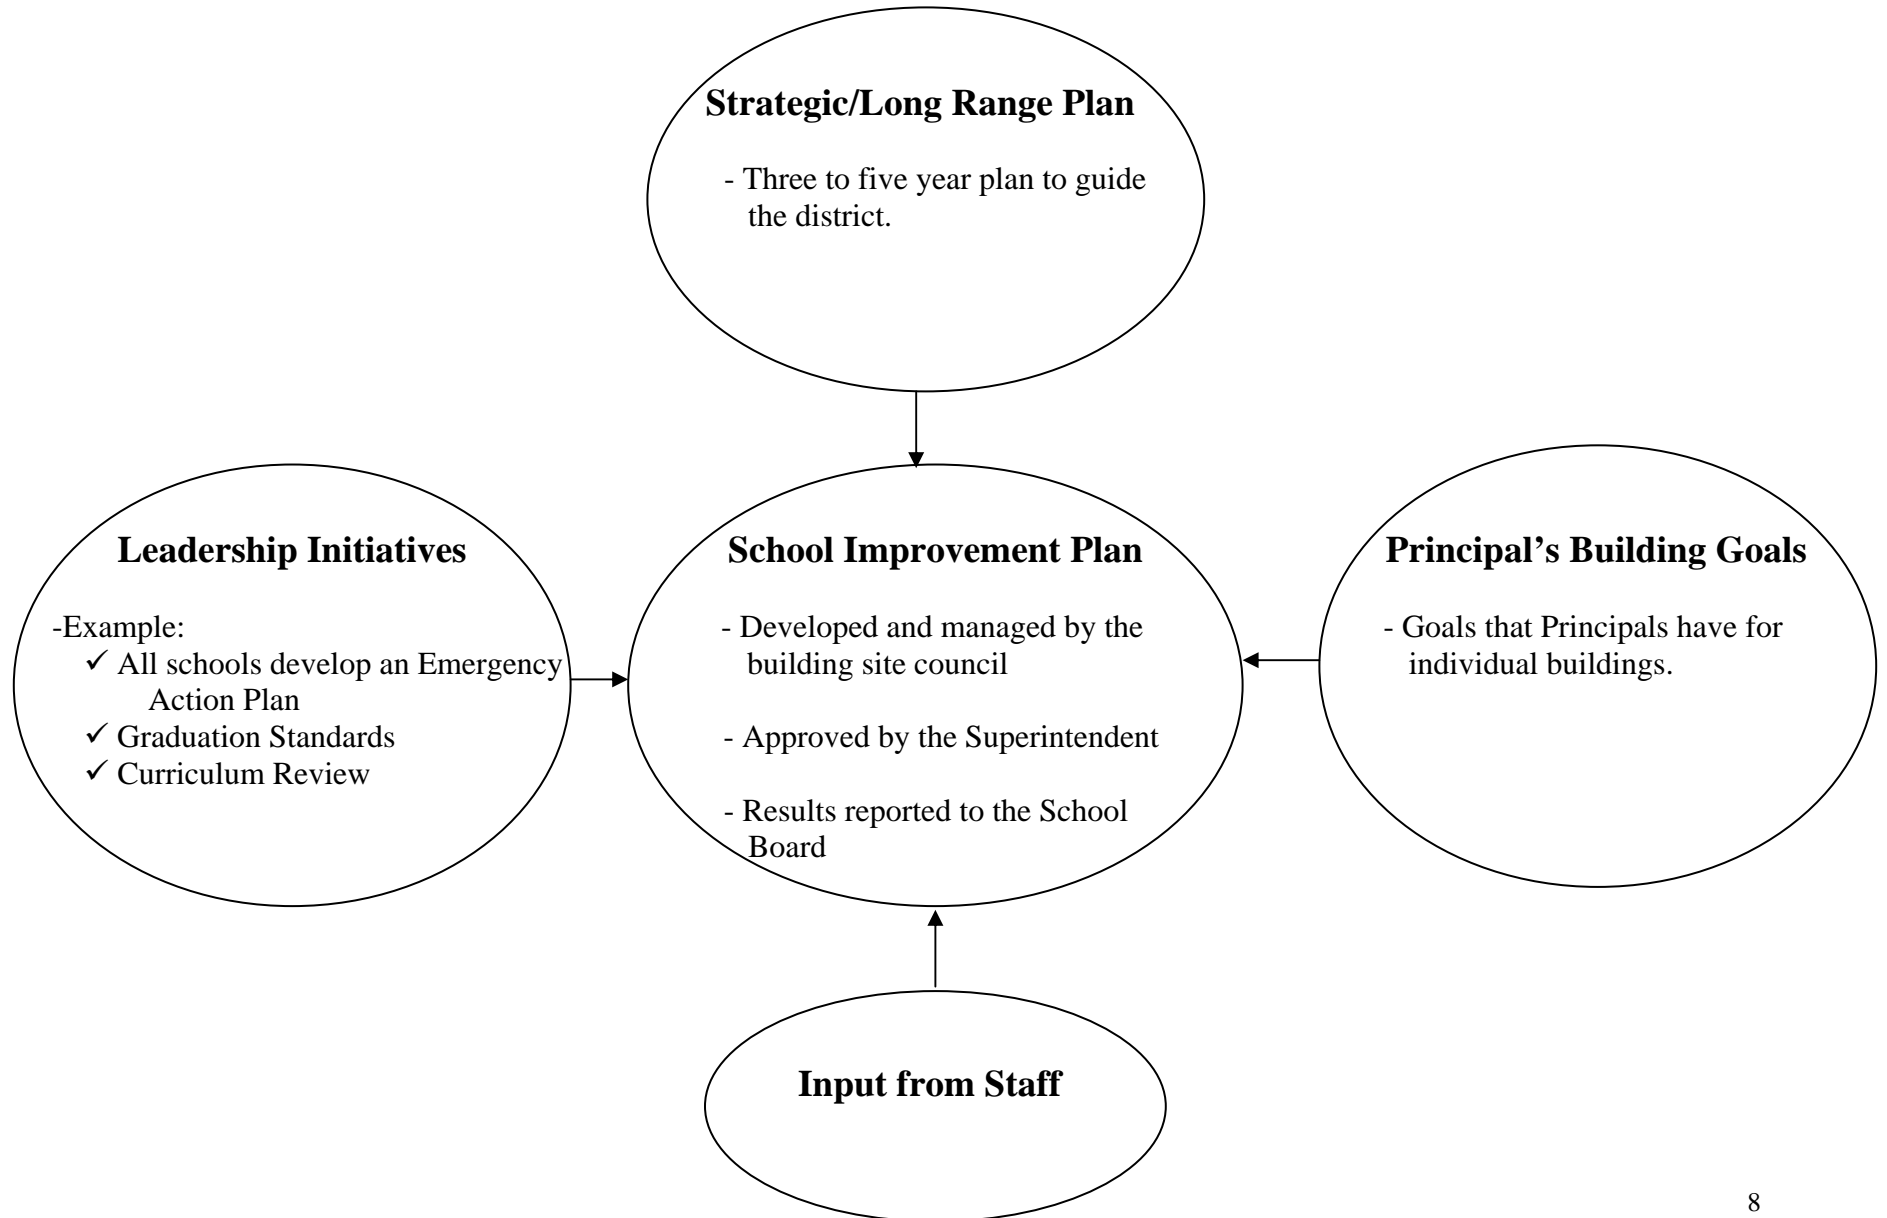 Strategic/Long Range Plan
- Three to five year plan to guide
the district.
Leadership Initiatives
-Example:
✓ All schools develop an Emergency
Action Plan
✓ Graduation Standards
✓ Curriculum Review
School Improvement Plan
- Developed and managed by the
building site council
- Approved by the Superintendent
- Results reported to the School
Board
Principal’s Building Goals
- Goals that Principals have for
individual buildings.
Input from Staff
8